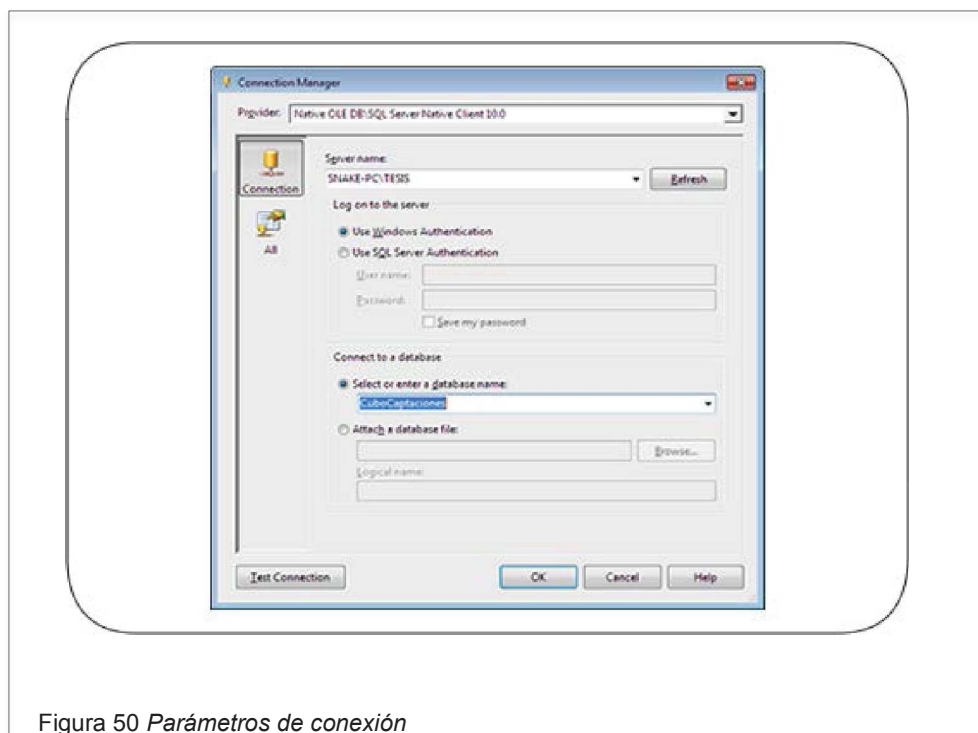 Connection Manager
Provider: Native OLE DB\SQL Server Native Client 10.0
Connection
All
Server name:
SNAKE-PC\TESIS
Refresh
Log on to the server
Use Windows Authentication
Use SQL Server Authentication
User name:
Password:
Save my password
Connect to a database
Select or enter a database name:
CuboCaptaciones
Attach a database file:
Browse...
Logical name:
Test Connection OK Cancel Help
Figura 50 Parámetros de conexión